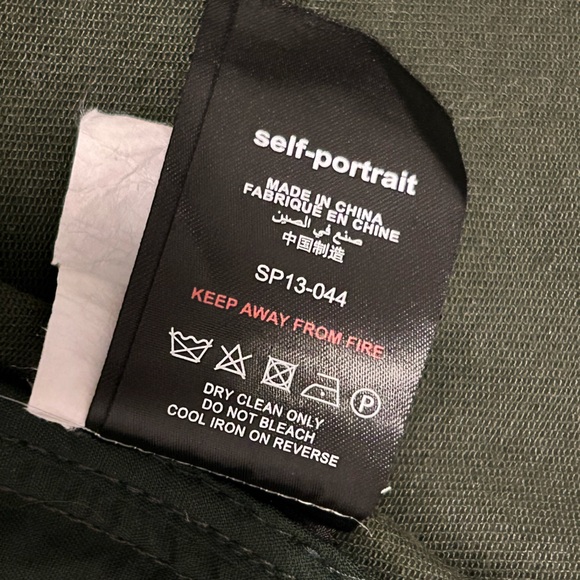 self-portrait
MADE IN CHINA
FABRIQUÉ EN CHINE
صنع في الصين
中国制造
SP13-044
KEEP AWAY FROM FIRE
P
DRY CLEAN ONLY
DO NOT BLEACH
COOL IRON ON REVERSE